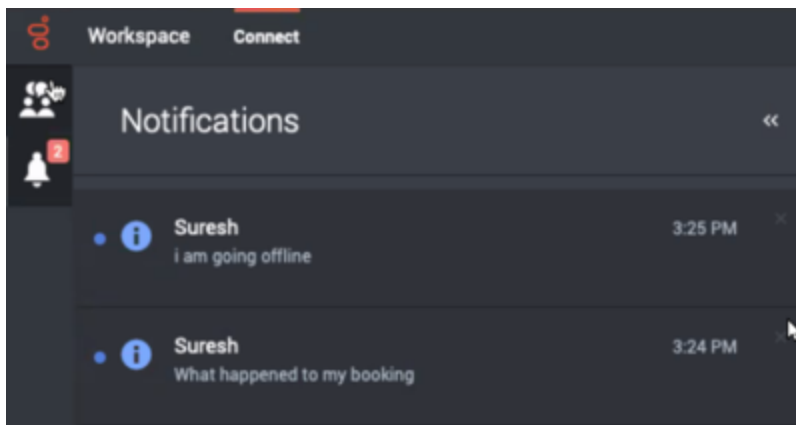 Workspace Connect
Notifications «
2
Suresh 3:25 PM
i am going offline
Suresh 3:24 PM
What happened to my booking